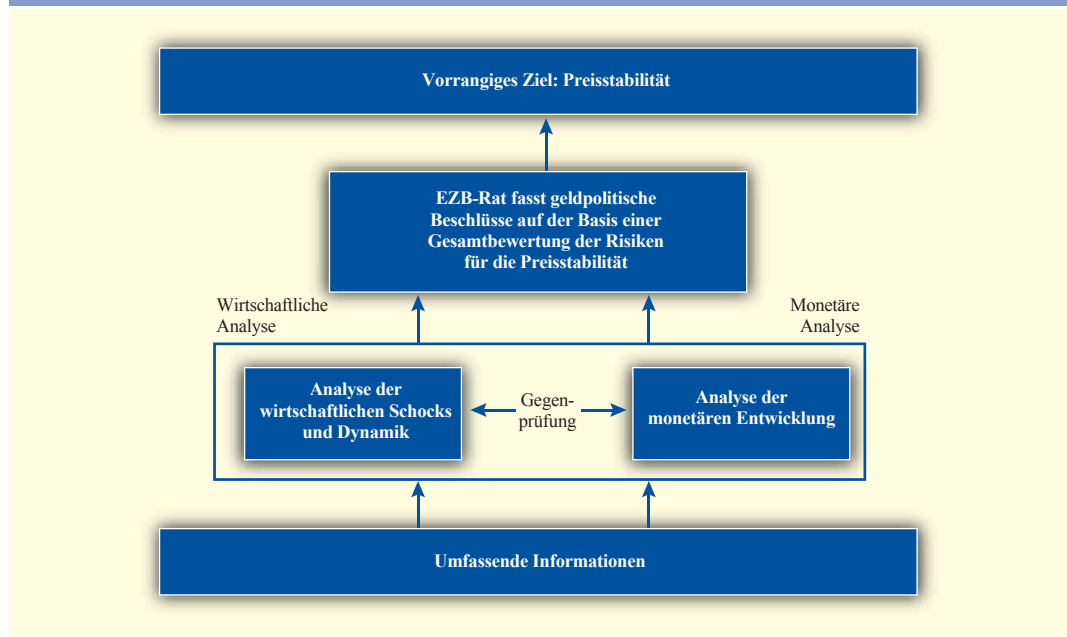 Vorrangiges Ziel: Preisstabilität
EZB-Rat fasst geldpolitische
Beschlüsse auf der Basis einer
Gesamtbewertung der Risiken
für die Preisstabilität
Wirtschaftliche
Analyse
Monetäre
Analyse
Analyse der
wirtschaftlichen Schocks
und Dynamik
Gegen-
prüfung
Analyse der
monetären Entwicklung
Umfassende Informationen